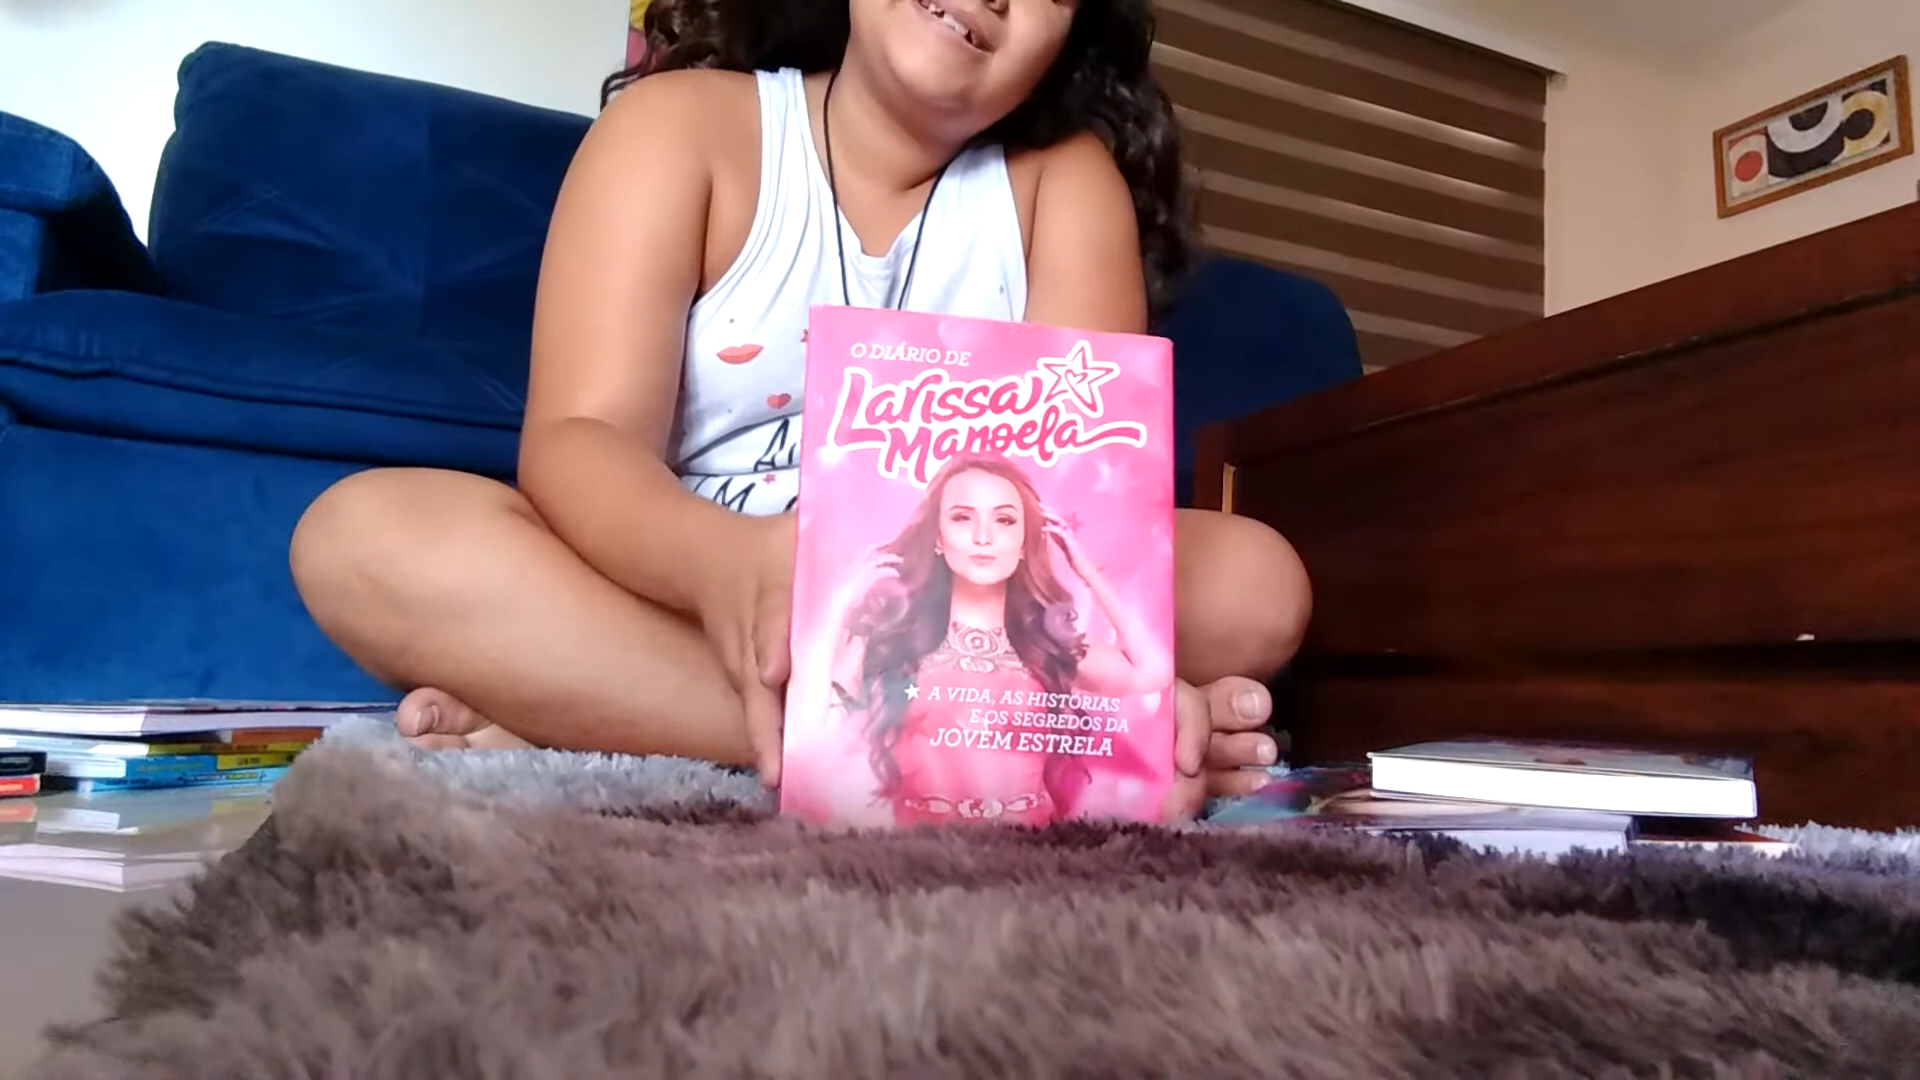 O DIÁRIO DE
Larissa
Manoela
A VIDA, AS HISTÓRIAS
E OS SEGREDOS DA
JOVEM ESTRELA